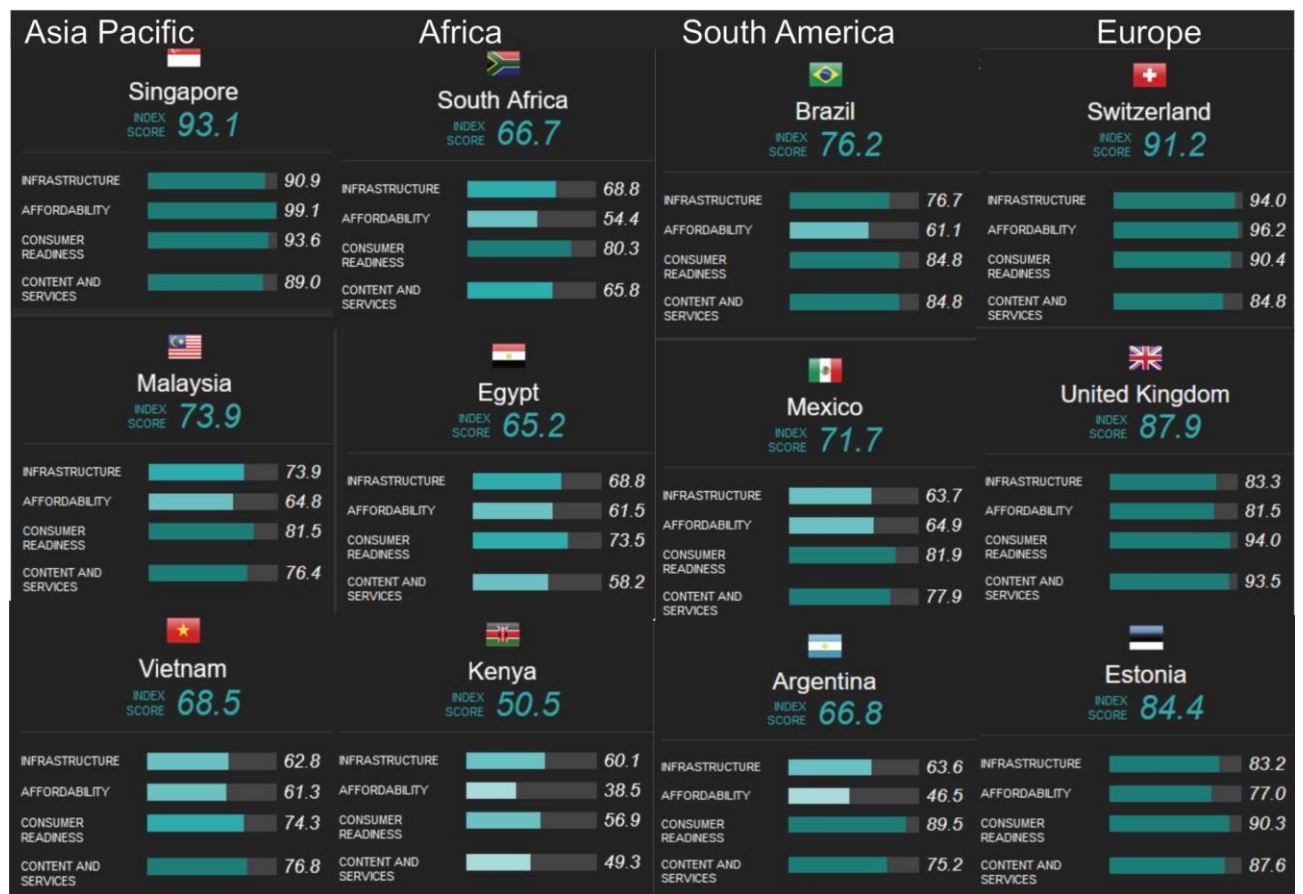 Asia Pacific
Africa
South America
Europe
Singapore
INDEX SCORE 93.1
INFRASTRUCTURE 90.9
AFFORDABILITY 99.1
CONSUMER READINESS 93.6
CONTENT AND SERVICES 89.0
South Africa
INDEX SCORE 66.7
INFRASTRUCTURE 68.8
AFFORDABILITY 54.4
CONSUMER READINESS 80.3
CONTENT AND SERVICES 65.8
Brazil
INDEX SCORE 76.2
INFRASTRUCTURE 76.7
AFFORDABILITY 61.1
CONSUMER READINESS 84.8
CONTENT AND SERVICES 84.8
Switzerland
INDEX SCORE 91.2
INFRASTRUCTURE 94.0
AFFORDABILITY 96.2
CONSUMER READINESS 90.4
CONTENT AND SERVICES 84.8
Malaysia
INDEX SCORE 73.9
INFRASTRUCTURE 73.9
AFFORDABILITY 64.8
CONSUMER READINESS 81.5
CONTENT AND SERVICES 76.4
Egypt
INDEX SCORE 65.2
INFRASTRUCTURE 68.8
AFFORDABILITY 61.5
CONSUMER READINESS 73.5
CONTENT AND SERVICES 58.2
Mexico
INDEX SCORE 71.7
INFRASTRUCTURE 63.7
AFFORDABILITY 64.9
CONSUMER READINESS 81.9
CONTENT AND SERVICES 77.9
United Kingdom
INDEX SCORE 87.9
INFRASTRUCTURE 83.3
AFFORDABILITY 81.5
CONSUMER READINESS 94.0
CONTENT AND SERVICES 93.5
Vietnam
INDEX SCORE 68.5
INFRASTRUCTURE 62.8
AFFORDABILITY 61.3
CONSUMER READINESS 74.3
CONTENT AND SERVICES 76.8
Kenya
INDEX SCORE 50.5
INFRASTRUCTURE 60.1
AFFORDABILITY 38.5
CONSUMER READINESS 56.9
CONTENT AND SERVICES 49.3
Argentina
INDEX SCORE 66.8
INFRASTRUCTURE 63.6
AFFORDABILITY 46.5
CONSUMER READINESS 89.5
CONTENT AND SERVICES 75.2
Estonia
INDEX SCORE 84.4
INFRASTRUCTURE 83.2
AFFORDABILITY 77.0
CONSUMER READINESS 90.3
CONTENT AND SERVICES 87.6